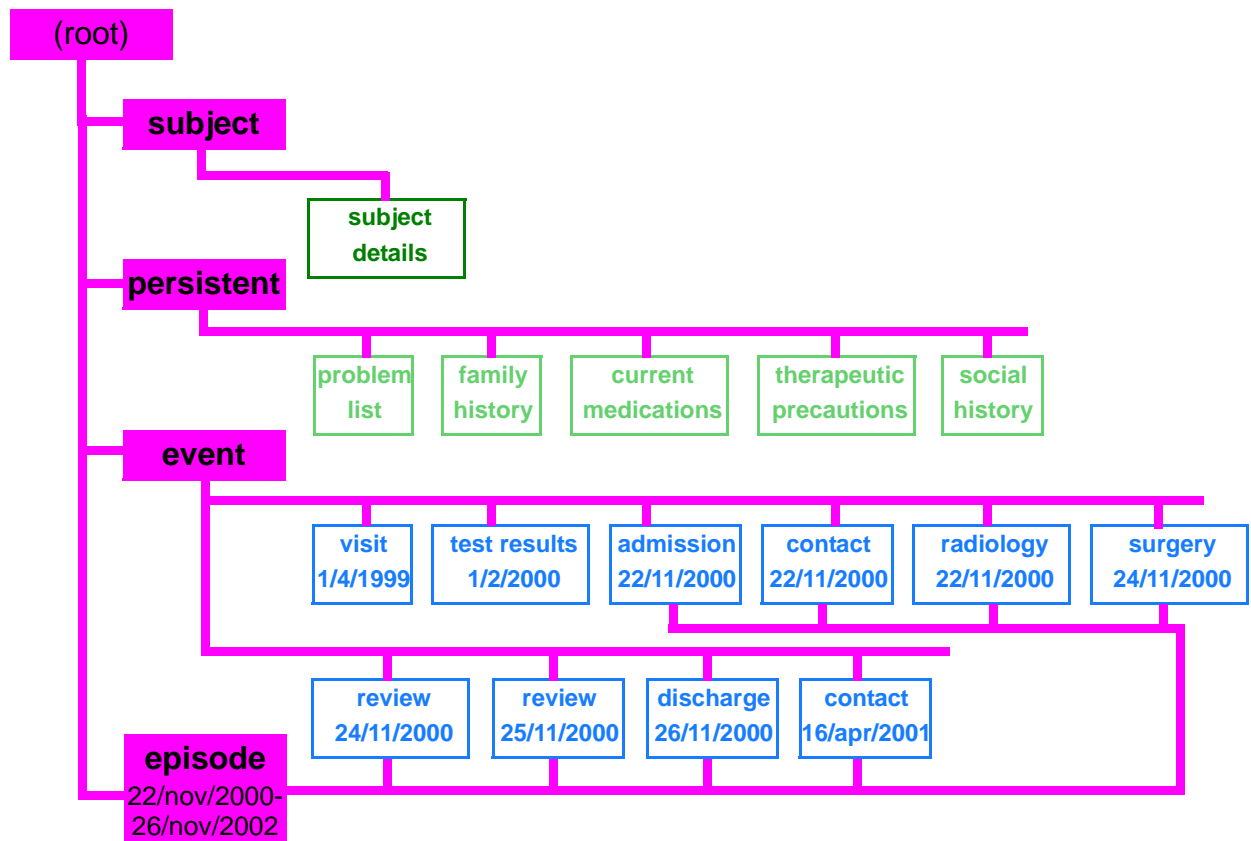 (root)
subject
subject
details
persistent
problem
list
family
history
current
medications
therapeutic
precautions
social
history
event
visit
1/4/1999
test results
1/2/2000
admission
22/11/2000
contact
22/11/2000
radiology
22/11/2000
surgery
24/11/2000
review
24/11/2000
review
25/11/2000
discharge
26/11/2000
contact
16/apr/2001
episode
22/nov/2000-
26/nov/2002